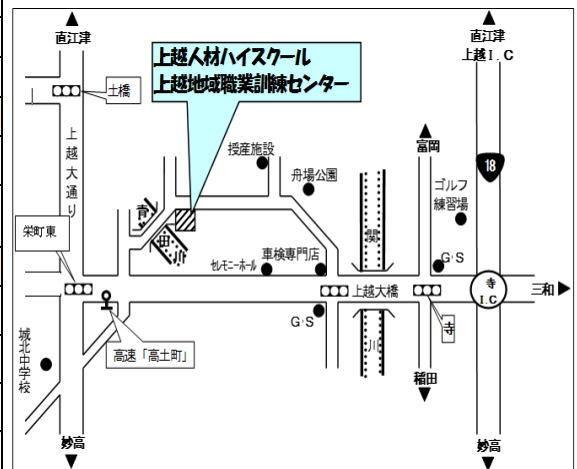 直江津
直江津
上越I.C
上越人材ハイスクール
上越地域職業訓練センター
土橋
上越大通り
授産施設
富岡
18
舟場公園
ゴルフ
練習場
青
田
川
栄町東
関
セレモニーホール
車検専門店
G・S
上越大橋
寺
I.C
三和
G・S
寺
川
高速「高土町」
城北中学校
稲田
妙高
妙高